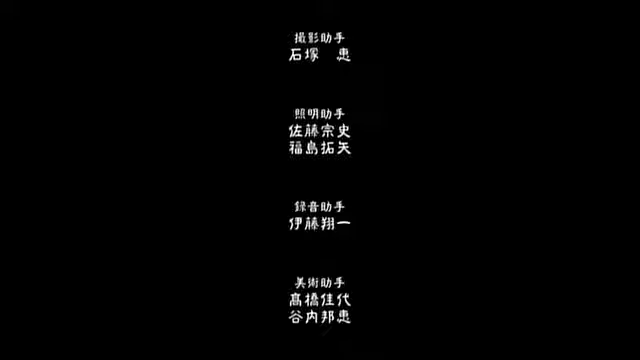 撮影助手
石塚　恵
照明助手
佐藤宗史
福島拓矢
録音助手
伊藤翔一
美術助手
髙橋佳代
谷内邦恵